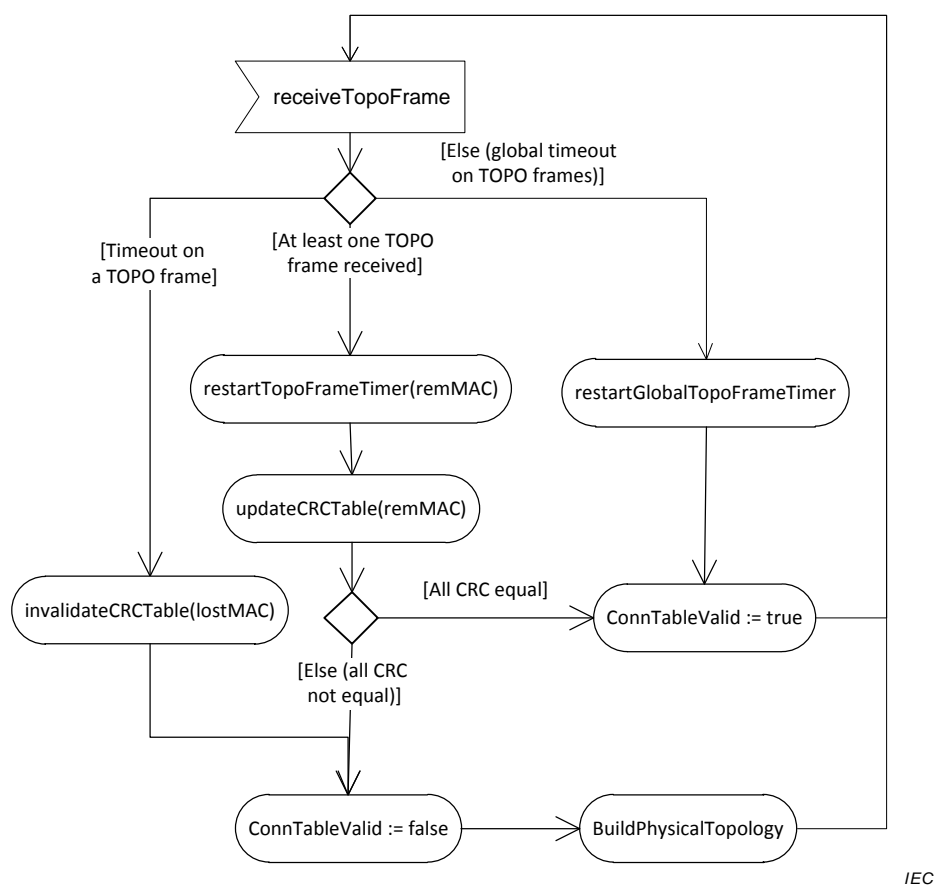 receiveTopoFrame
[Else (global timeout
on TOPO frames)]
[Timeout on
a TOPO frame]
[At least one TOPO
frame received]
restartTopoFrameTimer(remMAC)
restartGlobalTopoFrameTimer
updateCRCTable(remMAC)
[All CRC equal]
invalidateCRCTable(lostMAC)
ConnTableValid := true
[Else (all CRC
not equal)]
ConnTableValid := false
BuildPhysicalTopology
IEC